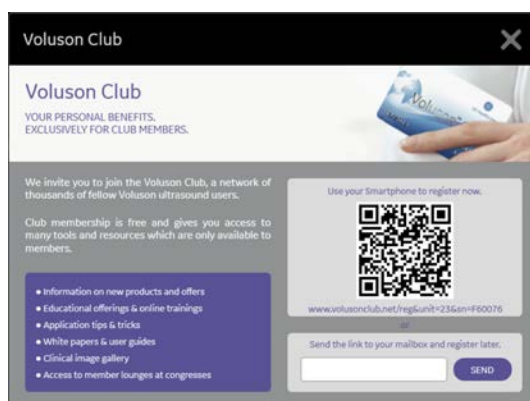 Voluson Club
Voluson Club
YOUR PERSONAL BENEFITS.
EXCLUSIVELY FOR CLUB MEMBERS.
Voluson
We invite you to join the Voluson Club, a network of
thousands of fellow Voluson ultrasound users.
Club membership is free and gives you access to
many tools and resources which are only available to
members.
• Information on new products and offers
• Educational offerings & online trainings
• Application tips & tricks
• White papers & user guides
• Clinical image gallery
• Access to member lounges at congresses
Use your Smartphone to register now.
www.volusonclub.net/reg&unit=23&sn=F60076
or
Send the link to your mailbox and register later.
SEND